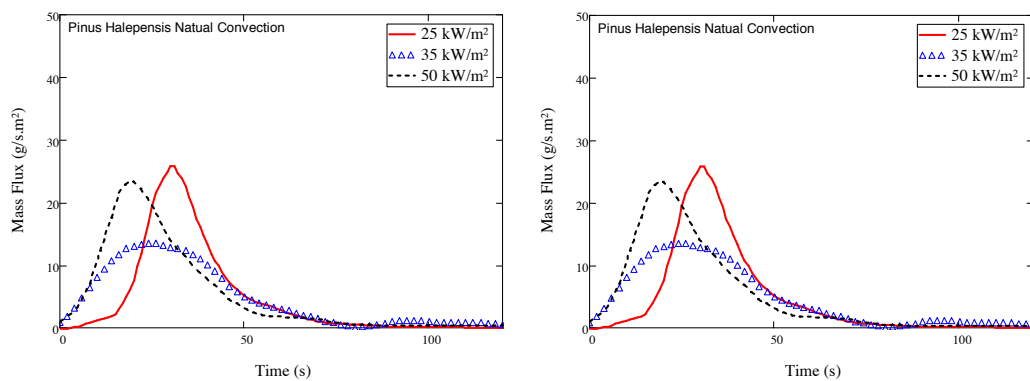 Pinus Halepensis Natual Convection
25 kW/m²
35 kW/m²
50 kW/m²
50
40
30
20
10
0
0
50
100
Mass Flux (g/s.m²)
Time (s)
Pinus Halepensis Natual Convection
25 kW/m²
35 kW/m²
50 kW/m²
50
40
30
20
10
0
0
50
100
Mass Flux (g/s.m²)
Time (s)